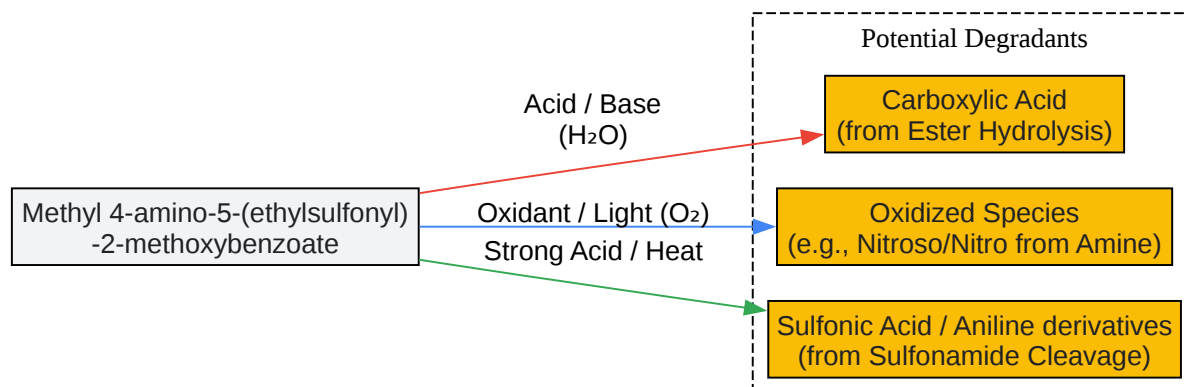 Potential Degradants
Acid / Base
(H₂O)
Carboxylic Acid
(from Ester Hydrolysis)
Methyl 4-amino-5-(ethylsulfonyl)
-2-methoxybenzoate
Oxidant / Light (O₂)
Oxidized Species
(e.g., Nitroso/Nitro from Amine)
Strong Acid / Heat
Sulfonic Acid / Aniline derivatives
(from Sulfonamide Cleavage)